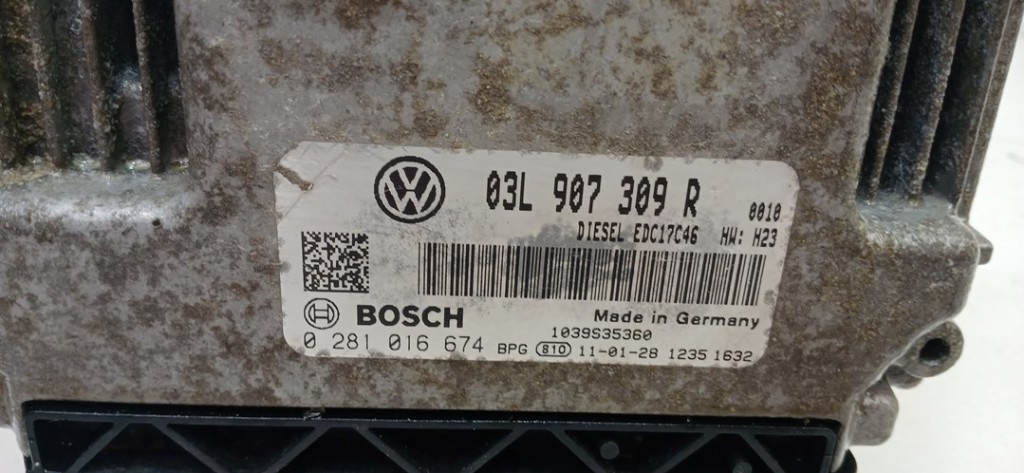 03L 907 309 R 0010
DIESEL EDC17C46 HW: H23
BOSCH Made in Germany
1039S35360
0 281 016 674 BPG S10 11-01-28 1235 1632